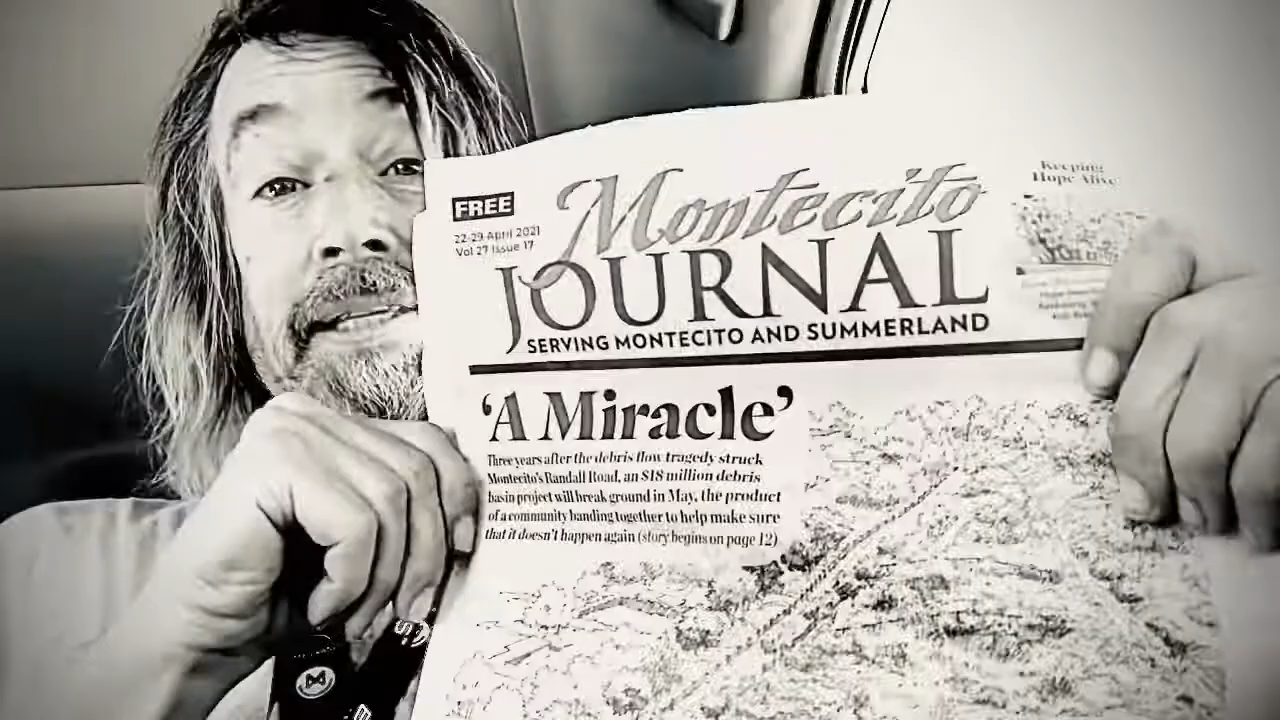 FREE
22-29 April 2021
Vol 27 Issue 17
Montecito
JOURNAL
SERVING MONTECITO AND SUMMERLAND
Keeping
Hope Alive
‘A Miracle’
Three years after the debris flow tragedy struck
Montecito's Randall Road, an $18 million debris
basin project will break ground in May, the product
of a community banding together to help make sure
that it doesn't happen again (story begins on page 12)